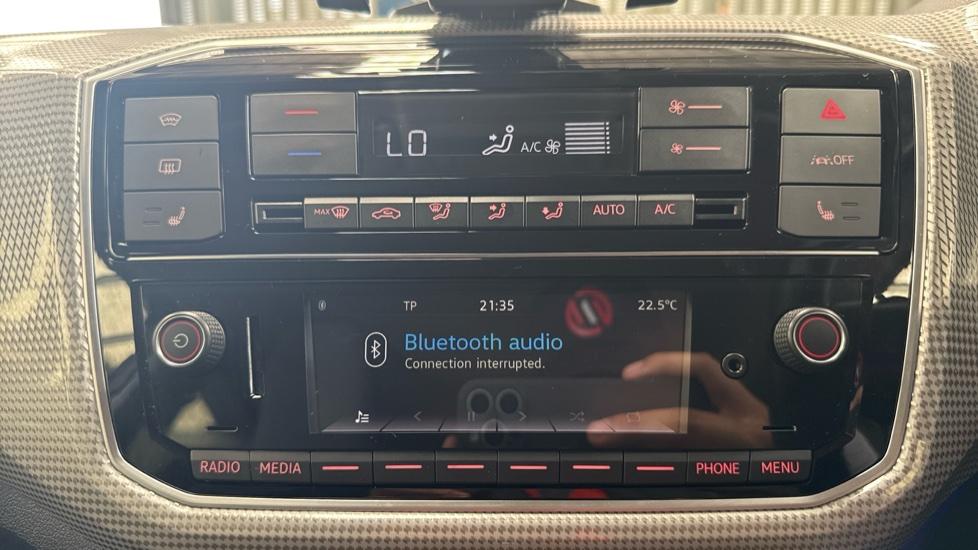 LO
A/C
OFF
MAX
AUTO
A/C
TP
21:35
22.5°C
Bluetooth audio
Connection interrupted.
RADIO
MEDIA
PHONE
MENU